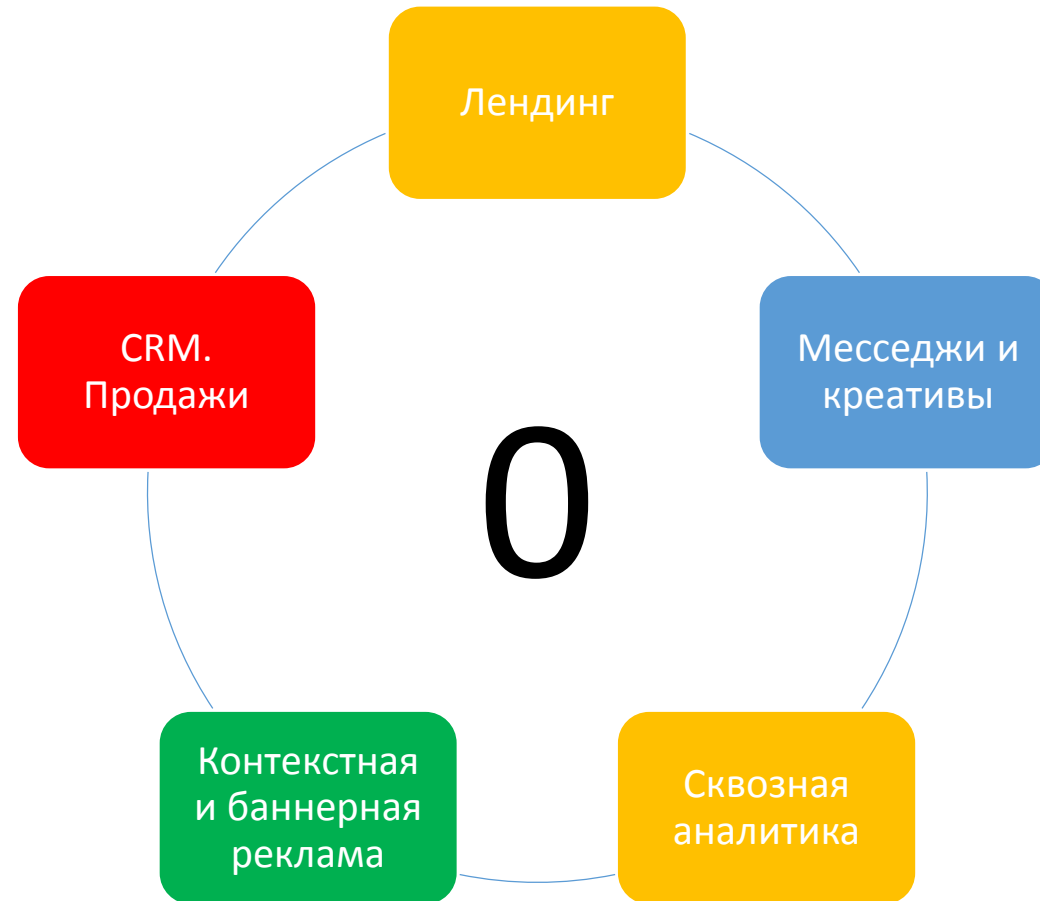 Лендинг
CRM.
Продажи
Месседжи и
креативы
0
Контекстная
и баннерная
реклама
Сквозная
аналитика